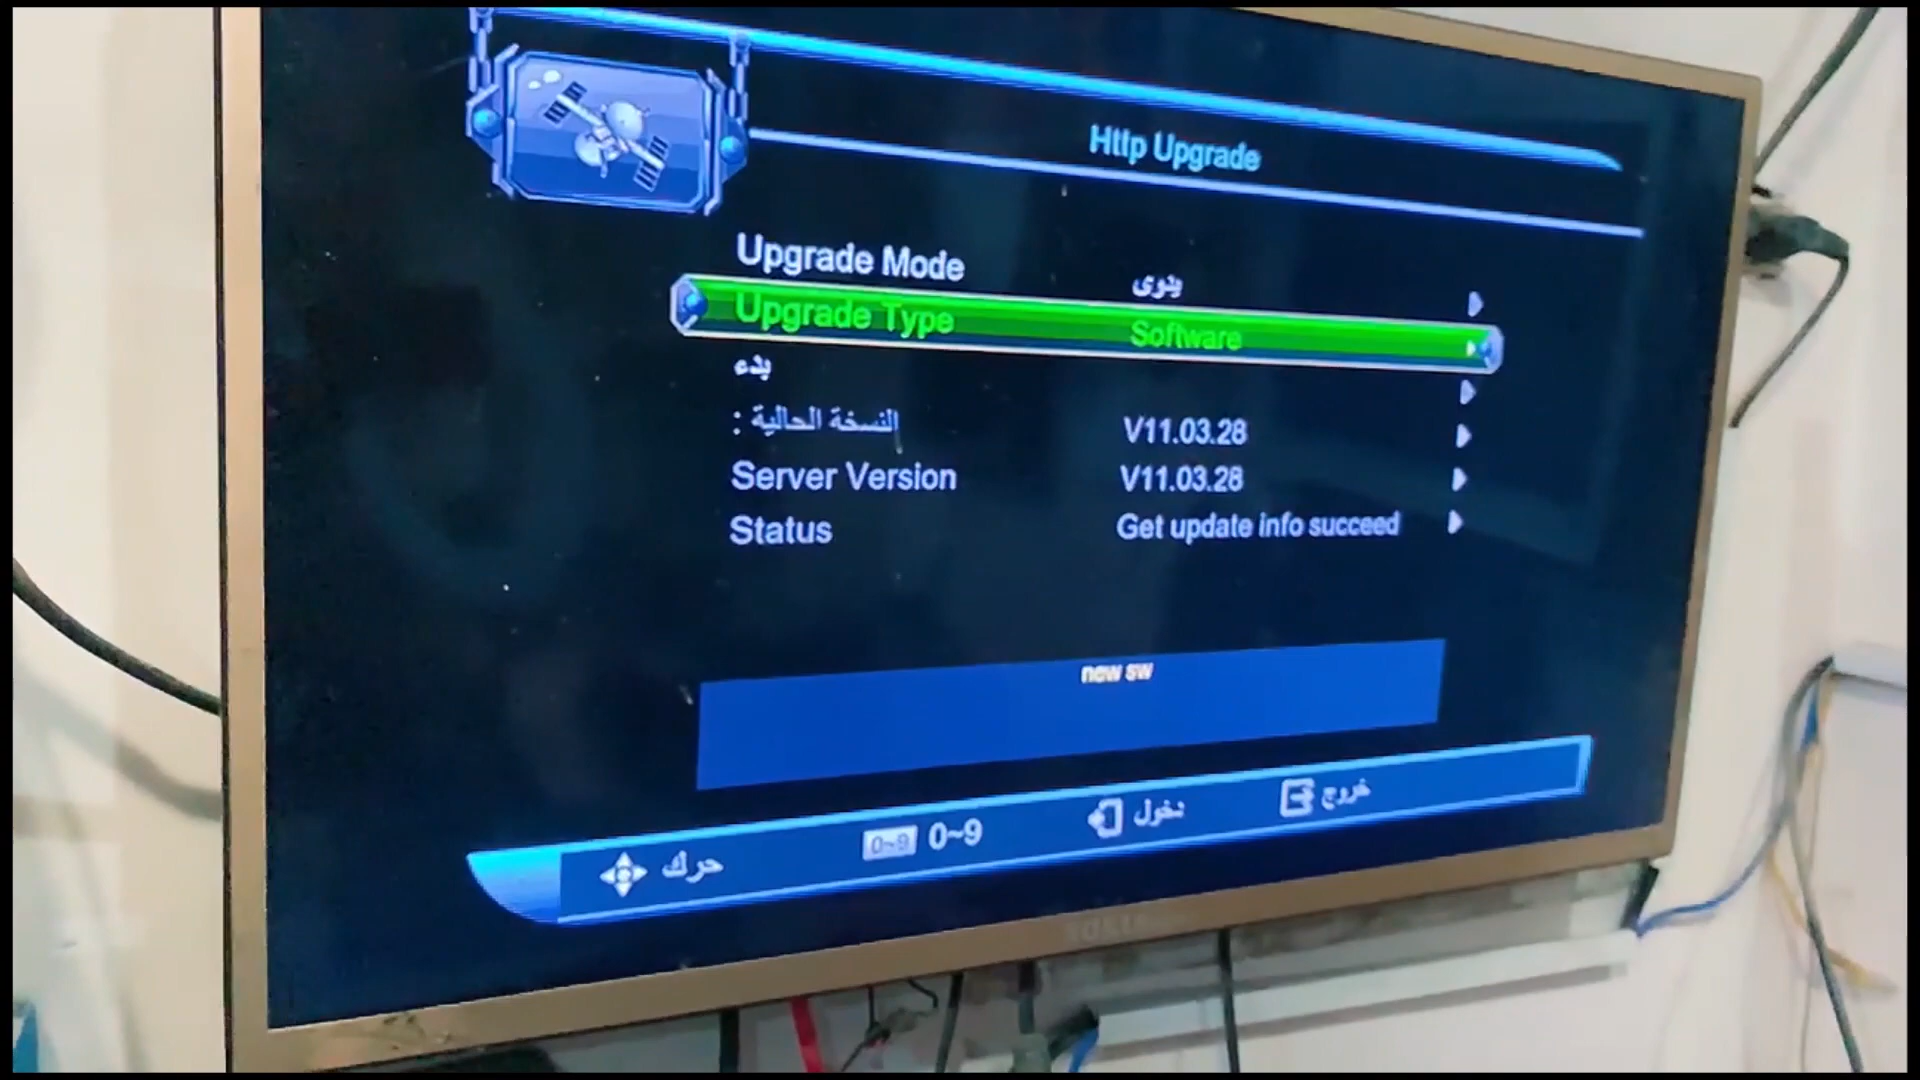 Http Upgrade
Upgrade Mode يدوى
Upgrade Type Software
بدء
النسخة الحالية : V11.03.28
Server Version V11.03.28
Status Get update info succeed
new sw
حرك 0~9 0~9 دخول خروج